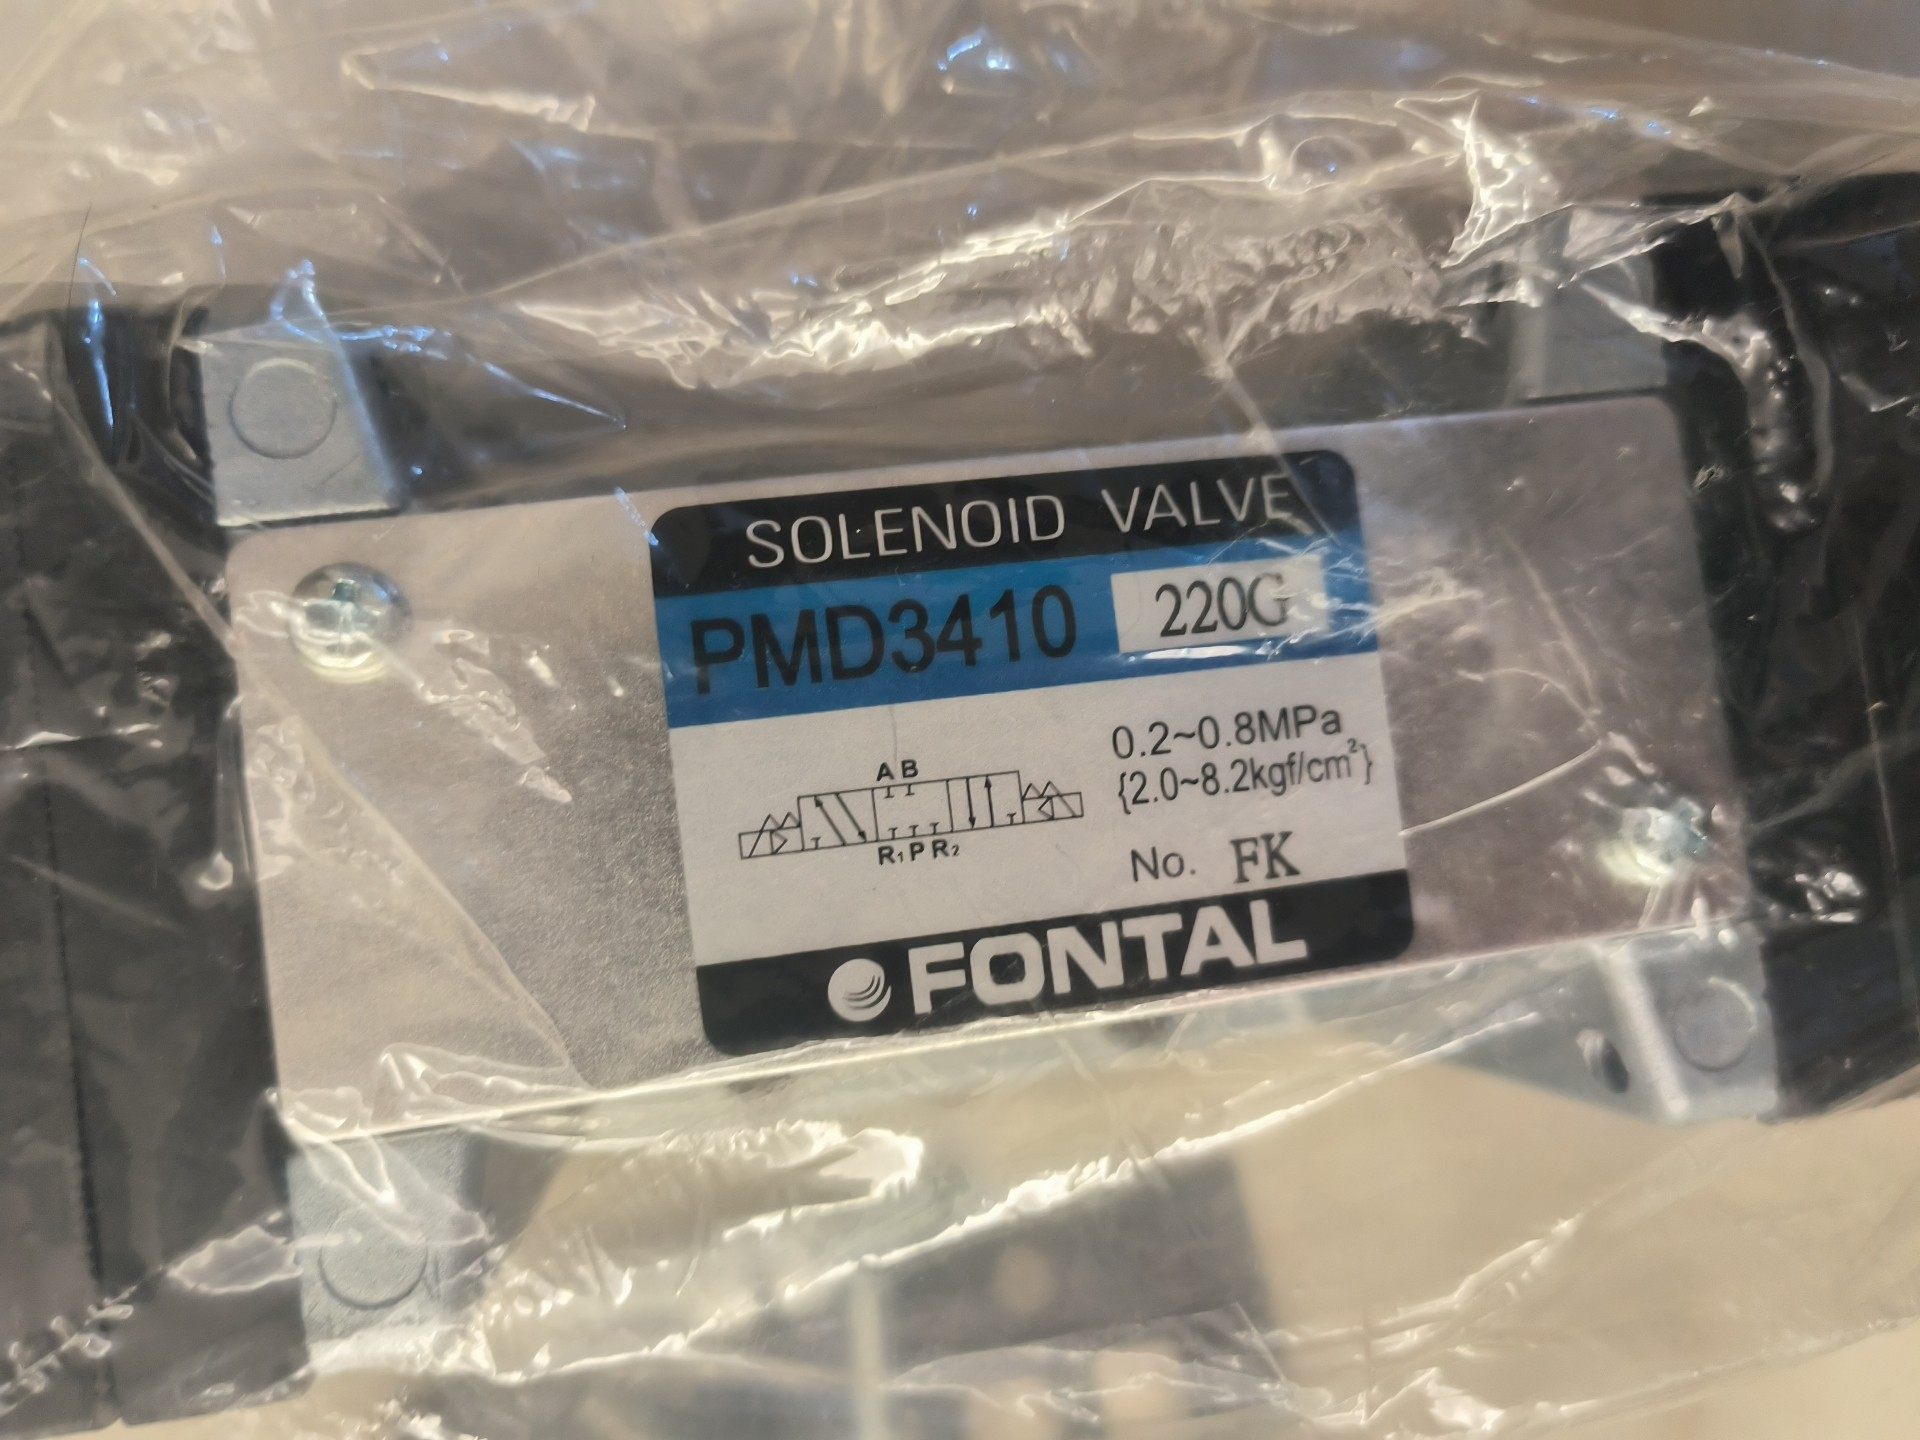 SOLENOID VALVE
PMD3410 220G
0.2~0.8MPa
{2.0~8.2kgf/cm²}
A B
R₁ P R₂
No. FK
FONTAL